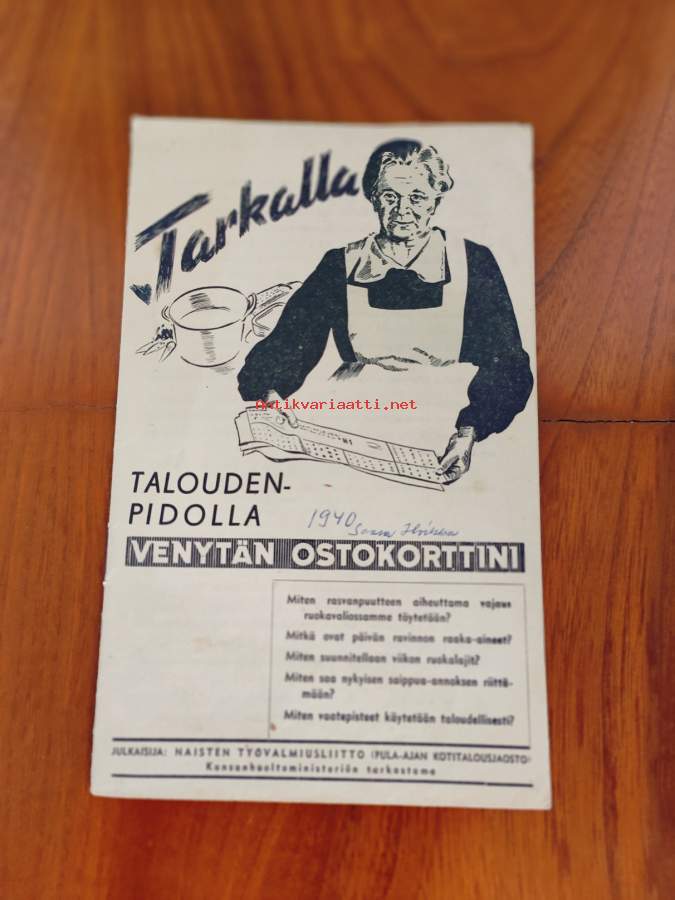 Tarkalla
Antikvariaatti.net
N1
TALOUDEN-
PIDOLLA
1940
VENYTÄN OSTOKORTTINI
Miten rasvanpuutteen aiheuttama vajaus
ruokavaliossamme täytetään?
Mitkä ovat päivän ravinnon raaka-aineet?
Miten suunnitellaan viikon ruokalajit?
Miten saa nykyisen saippua-annoksen riittä-
mään?
Miten vaatepisteet käytetään taloudellisesti?
JULKAISIJA: NAISTEN TYÖVALMIUSLIITTO (PULA-AJAN KOTITALOUSJAOSTO)
Kansanhuoltoministeriön tarkastama